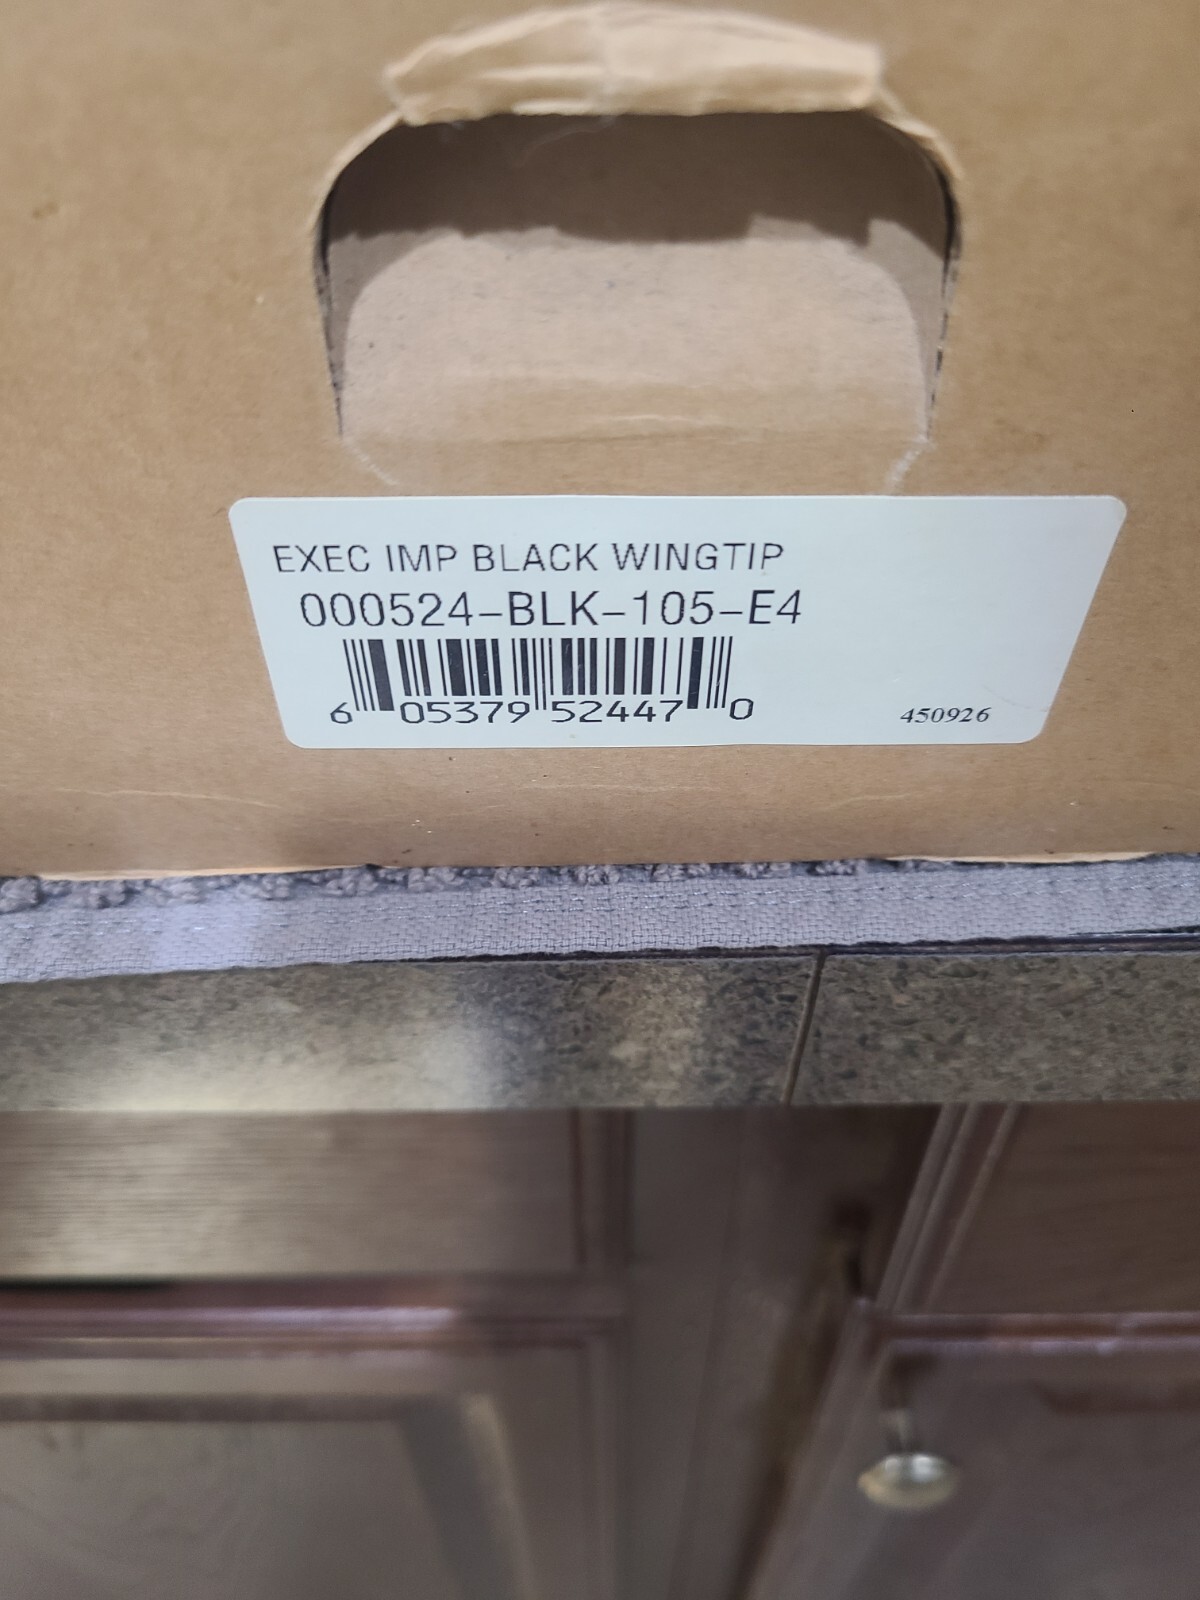 EXEC IMP BLACK WINGTIP
000524-BLK-105-E4
6 05379 52447 0
450926